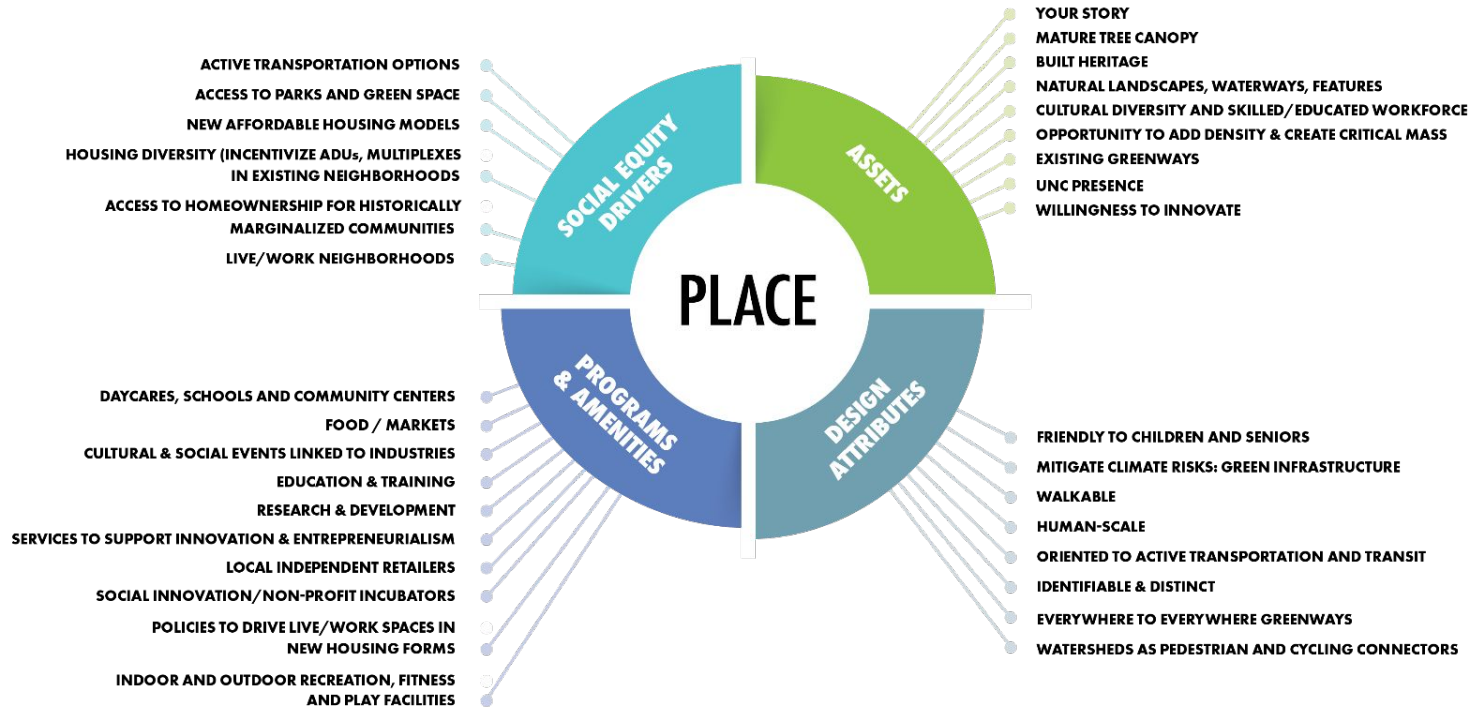 ACTIVE TRANSPORTATION OPTIONS
ACCESS TO PARKS AND GREEN SPACE
NEW AFFORDABLE HOUSING MODELS
HOUSING DIVERSITY (INCENTIVIZE ADUs, MULTIPLEXES
IN EXISTING NEIGHBORHOODS
ACCESS TO HOMEOWNERSHIP FOR HISTORICALLY
MARGINALIZED COMMUNITIES
LIVE/WORK NEIGHBORHOODS
SOCIAL EQUITY
DRIVERS
ASSETS
YOUR STORY
MATURE TREE CANOPY
BUILT HERITAGE
NATURAL LANDSCAPES, WATERWAYS, FEATURES
CULTURAL DIVERSITY AND SKILLED/EDUCATED WORKFORCE
OPPORTUNITY TO ADD DENSITY & CREATE CRITICAL MASS
EXISTING GREENWAYS
UNC PRESENCE
WILLINGNESS TO INNOVATE
PLACE
DAYCARES, SCHOOLS AND COMMUNITY CENTERS
FOOD / MARKETS
CULTURAL & SOCIAL EVENTS LINKED TO INDUSTRIES
EDUCATION & TRAINING
RESEARCH & DEVELOPMENT
SERVICES TO SUPPORT INNOVATION & ENTREPRENEURIALISM
LOCAL INDEPENDENT RETAILERS
SOCIAL INNOVATION/NON-PROFIT INCUBATORS
POLICIES TO DRIVE LIVE/WORK SPACES IN
NEW HOUSING FORMS
INDOOR AND OUTDOOR RECREATION, FITNESS
AND PLAY FACILITIES
PROGRAMS
& AMENITIES
DESIGN
ATTRIBUTES
FRIENDLY TO CHILDREN AND SENIORS
MITIGATE CLIMATE RISKS: GREEN INFRASTRUCTURE
WALKABLE
HUMAN-SCALE
ORIENTED TO ACTIVE TRANSPORTATION AND TRANSIT
IDENTIFIABLE & DISTINCT
EVERYWHERE TO EVERYWHERE GREENWAYS
WATERSHEDS AS PEDESTRIAN AND CYCLING CONNECTORS